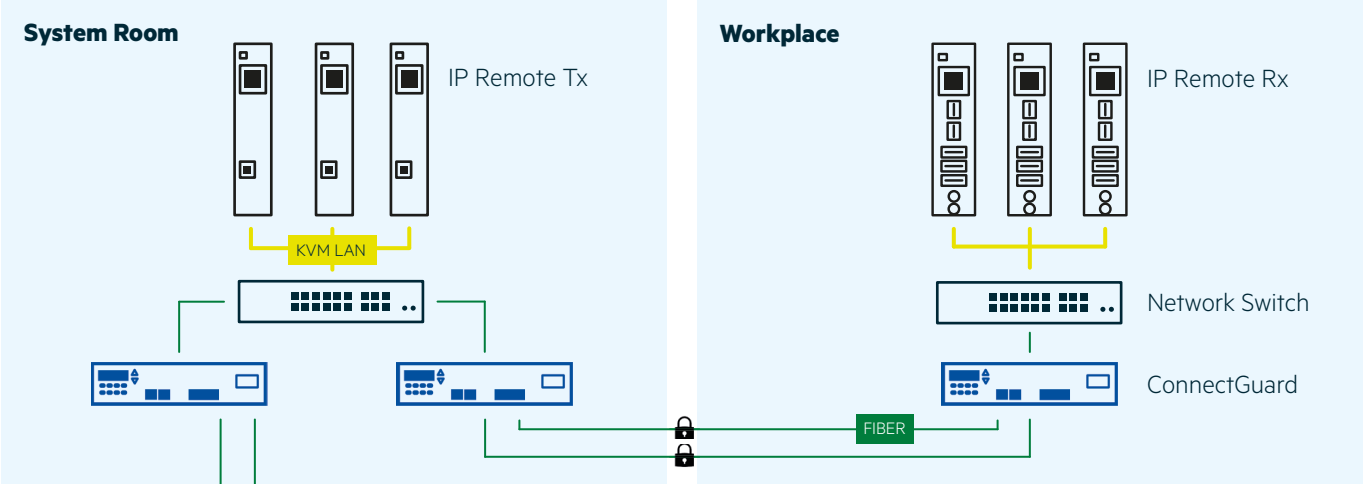 System Room
Workplace
IP Remote Tx
IP Remote Rx
KVM LAN
Network Switch
ConnectGuard
FIBER